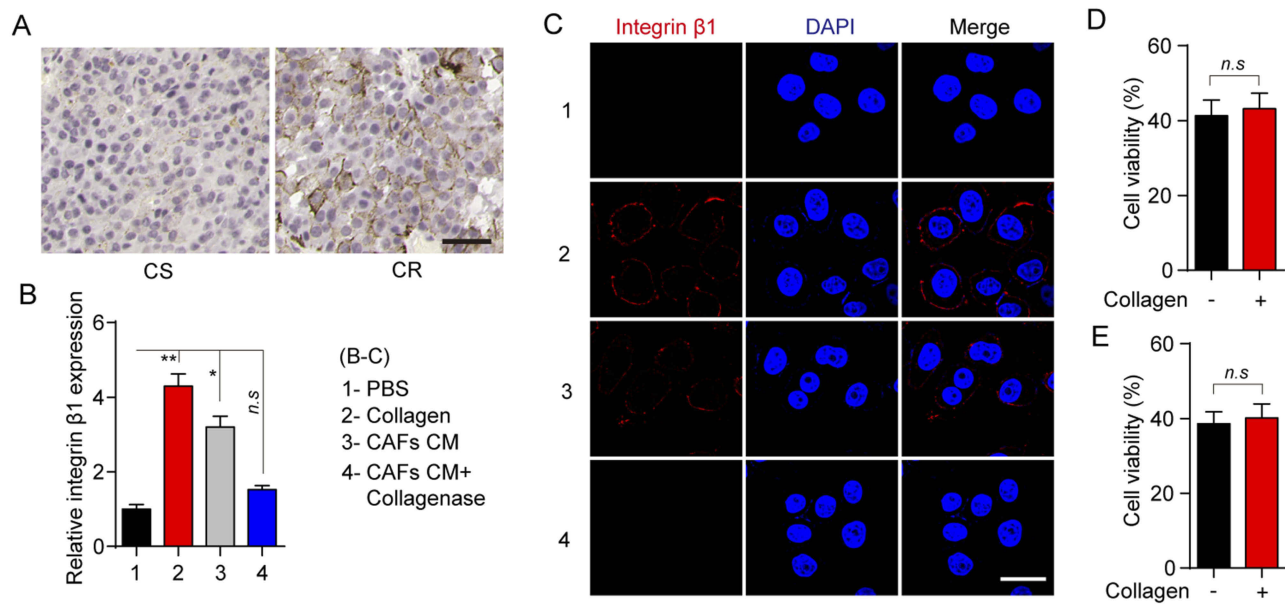 A
CS
CR
B
Relative integrin β1 expression
6
4
2
0
**
*
n.s
1
2
3
4
(B-C)
1- PBS
2- Collagen
3- CAFs CM
4- CAFs CM+
Collagenase
C
Integrin β1
DAPI
Merge
1
2
3
4
D
Cell viability (%)
60
40
20
0
n.s
Collagen - +
E
Cell viability (%)
60
40
20
0
n.s
Collagen - +